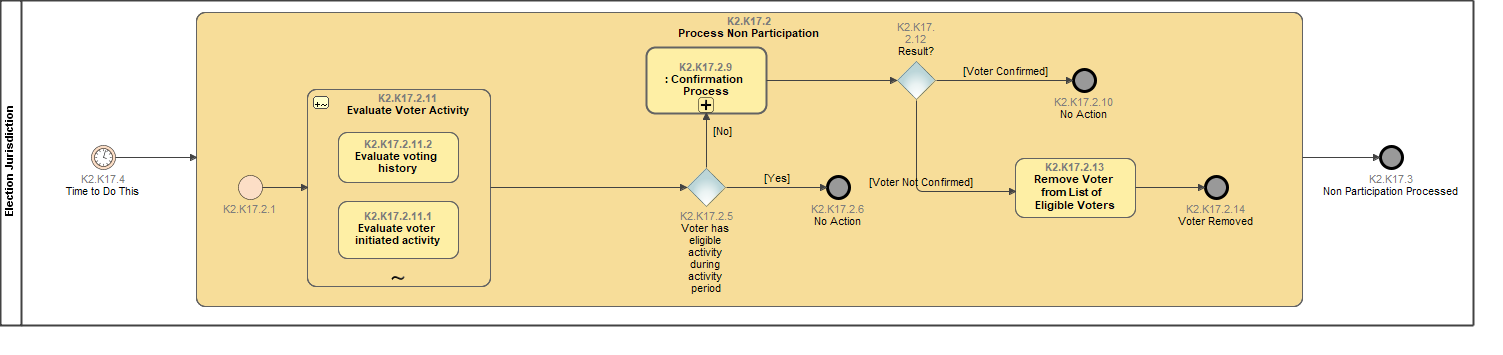 Election Jurisdiction
K2.K17.4
Time to Do This
K2.K17.2
Process Non Participation
K2.K17.2.1
K2.K17.2.11
Evaluate Voter Activity
K2.K17.2.11.2
Evaluate voting
history
K2.K17.2.11.1
Evaluate voter
initiated activity
~
K2.K17.2.5
Voter has
eligible
activity
during
activity
period
[No]
[Yes]
K2.K17.2.6
No Action
K2.K17.2.9
: Confirmation
Process
K2.K17.
2.12
Result?
[Voter Confirmed]
K2.K17.2.10
No Action
[Voter Not Confirmed]
K2.K17.2.13
Remove Voter
from List of
Eligible Voters
K2.K17.2.14
Voter Removed
K2.K17.3
Non Participation Processed